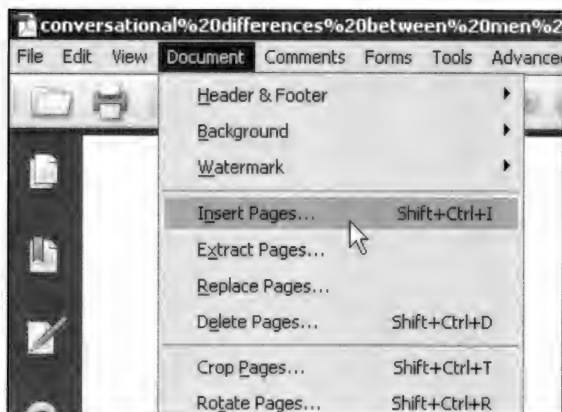 conversational%20differences%20between%20men%2
File Edit View Document Comments Forms Tools Advance
Header & Footer
Background
Watermark
Insert Pages... Shift+Ctrl+I
Extract Pages...
Replace Pages...
Delete Pages... Shift+Ctrl+D
Crop Pages... Shift+Ctrl+T
Rotate Pages... Shift+Ctrl+R